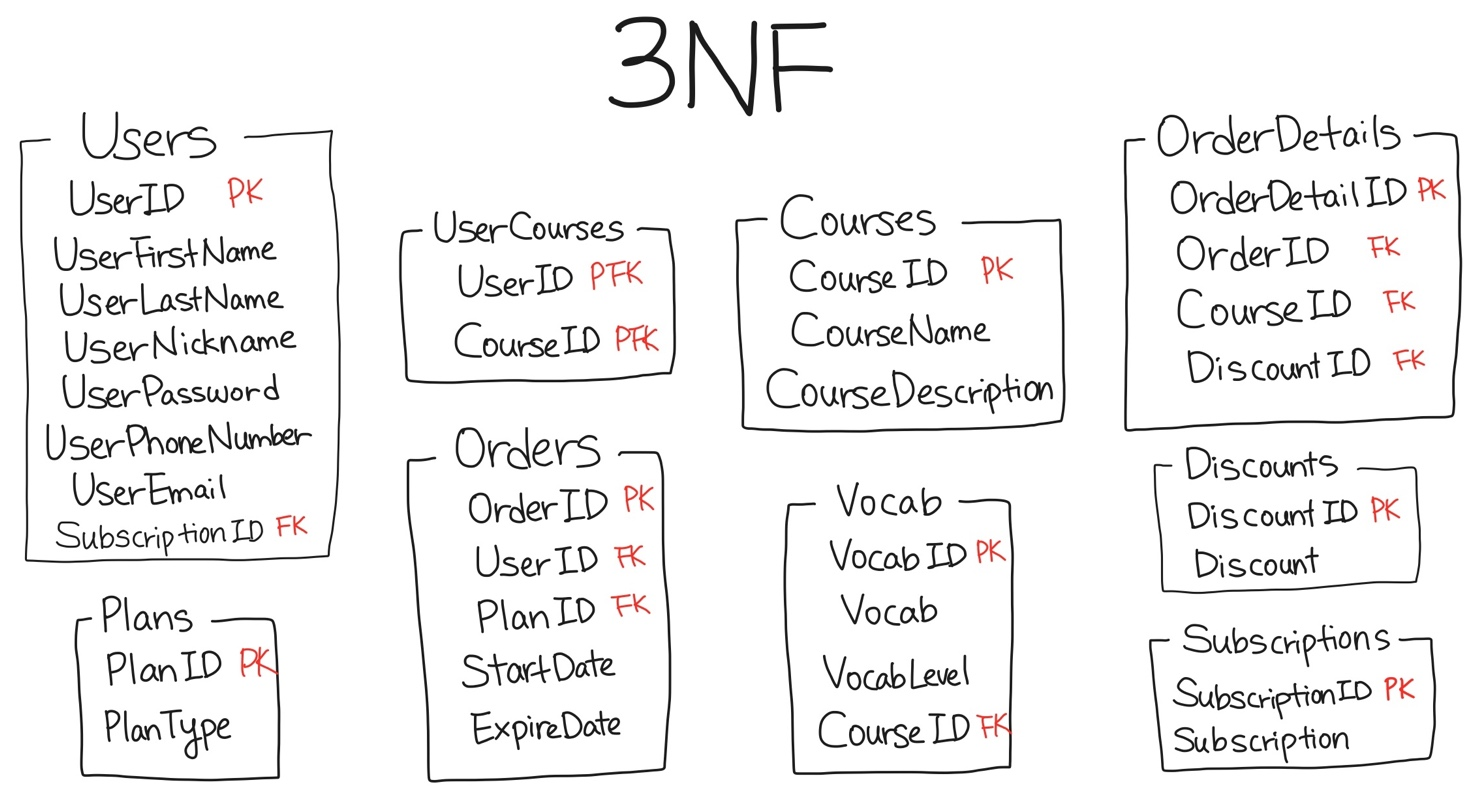 3NF
Users
UserID PK
UserFirstName
UserLastName
UserNickname
UserPassword
UserPhoneNumber
UserEmail
SubscriptionID FK
Plans
PlanID PK
PlanType
UserCourses
UserID PFK
CourseID PFK
Orders
OrderID PK
UserID FK
PlanID FK
StartDate
ExpireDate
Courses
CourseID PK
CourseName
CourseDescription
Vocab
VocabID PK
Vocab
VocabLevel
CourseID FK
OrderDetails
OrderDetailID PK
OrderID FK
CourseID FK
DiscountID FK
Discounts
DiscountID PK
Discount
Subscriptions
SubscriptionID PK
Subscription